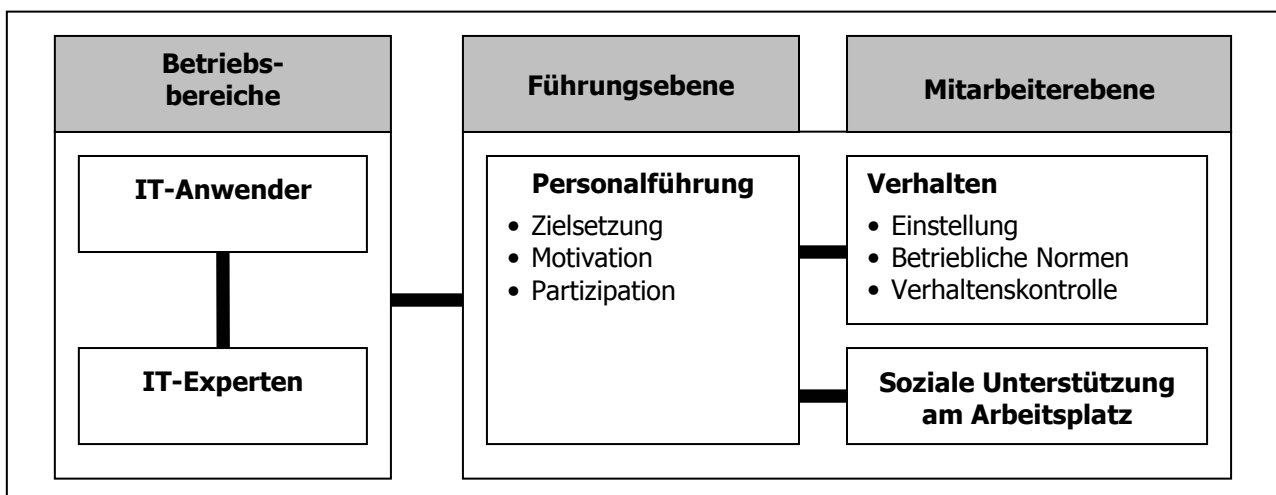 Betriebs-
bereiche
IT-Anwender
IT-Experten
Führungsebene
Mitarbeiterebene
Personalführung
• Zielsetzung
• Motivation
• Partizipation
Verhalten
• Einstellung
• Betriebliche Normen
• Verhaltenskontrolle
Soziale Unterstützung
am Arbeitsplatz